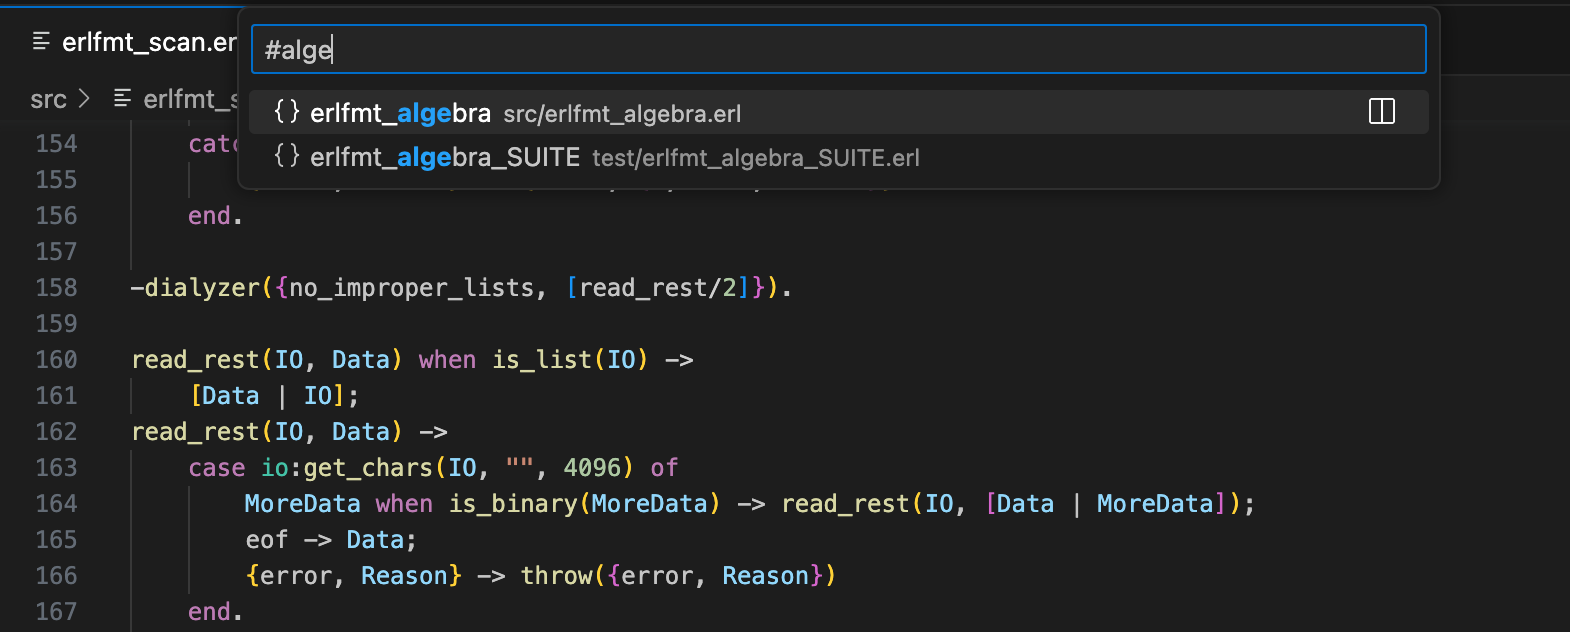 erlfmt_scan.er
#alge
src > erlfmt_s
{} erlfmt_algebra src/erlfmt_algebra.erl
{} erlfmt_algebra_SUITE test/erlfmt_algebra_SUITE.erl
154 catc
155
156 end.
157
158 -dialyzer({no_improper_lists, [read_rest/2]}).
159
160 read_rest(IO, Data) when is_list(IO) ->
161 [Data | IO];
162 read_rest(IO, Data) ->
163 case io:get_chars(IO, "", 4096) of
164 MoreData when is_binary(MoreData) -> read_rest(IO, [Data | MoreData]);
165 eof -> Data;
166 {error, Reason} -> throw({error, Reason})
167 end.